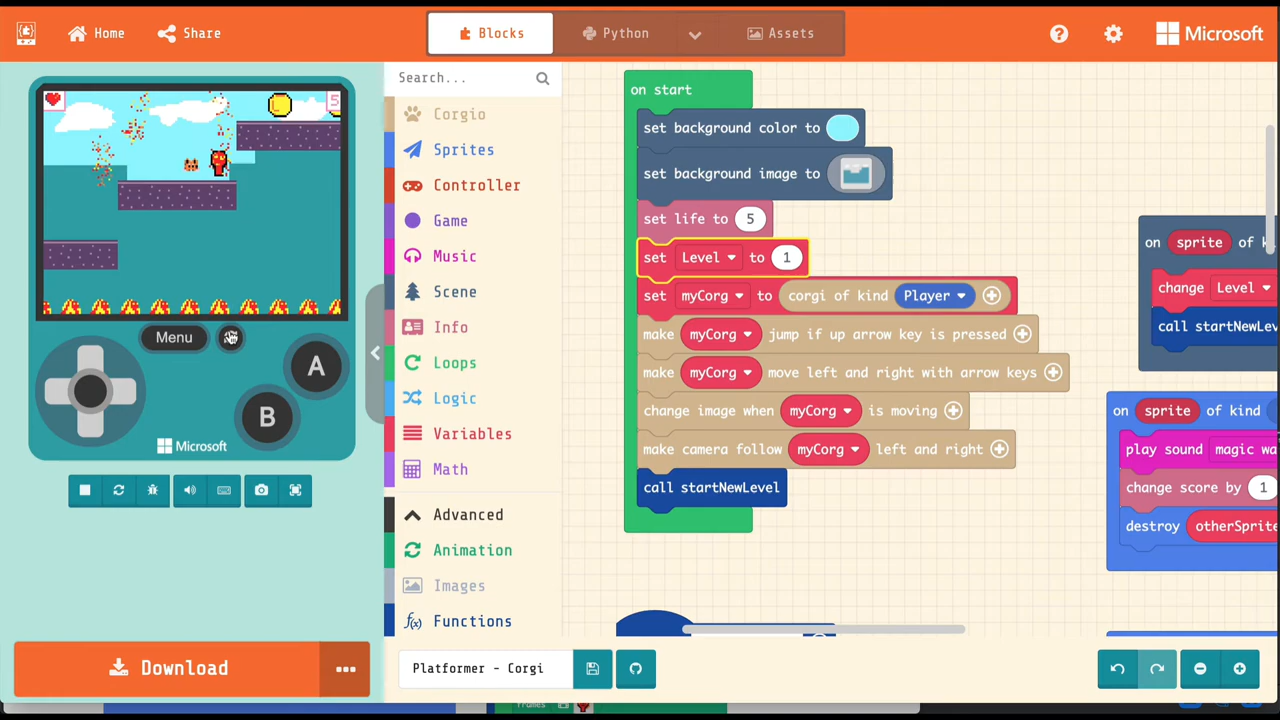 Home
Share
Blocks
Python
Assets
Microsoft
5
Menu
A
B
Microsoft
Download
Search...
Corgio
Sprites
Controller
Game
Music
Scene
Info
Loops
Logic
Variables
Math
Advanced
Animation
Images
Functions
on start
set background color to
set background image to
set life to 5
set Level to 1
set myCorg to corgi of kind Player
make myCorg jump if up arrow key is pressed
make myCorg move left and right with arrow keys
change image when myCorg is moving
make camera follow myCorg left and right
call startNewLevel
on sprite of k
change Level
call startNewLev
on sprite of kind
play sound magic wa
change score by 1
destroy otherSprite
Platformer - Corgi
frames